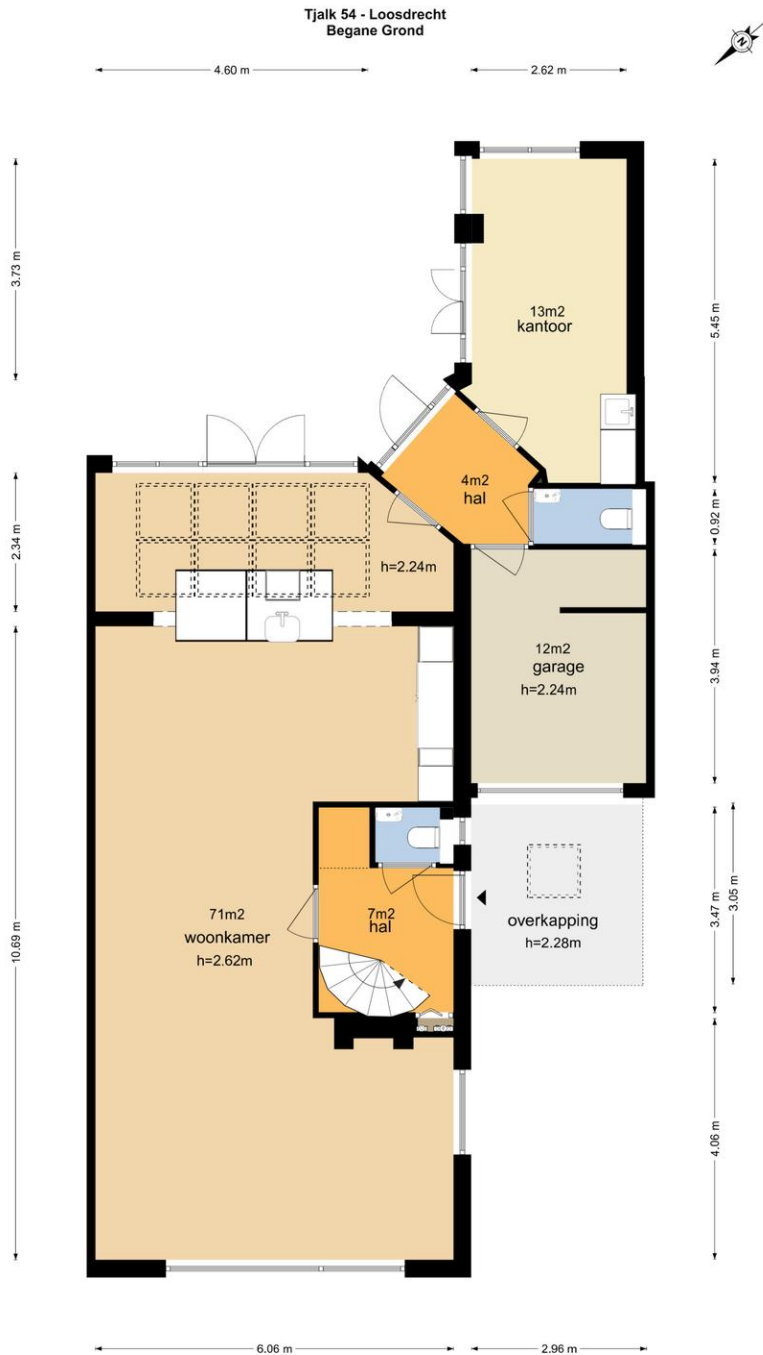 Tjalk 54 - Loosdrecht
Begane Grond
N
4.60 m
2.62 m
3.73 m
5.45 m
13m2
kantoor
4m2
hal
0.92 m
2.34 m
h=2.24m
12m2
garage
h=2.24m
3.94 m
10.69 m
71m2
woonkamer
h=2.62m
7m2
hal
overkapping
h=2.28m
3.47 m
3.05 m
4.06 m
6.06 m
2.96 m